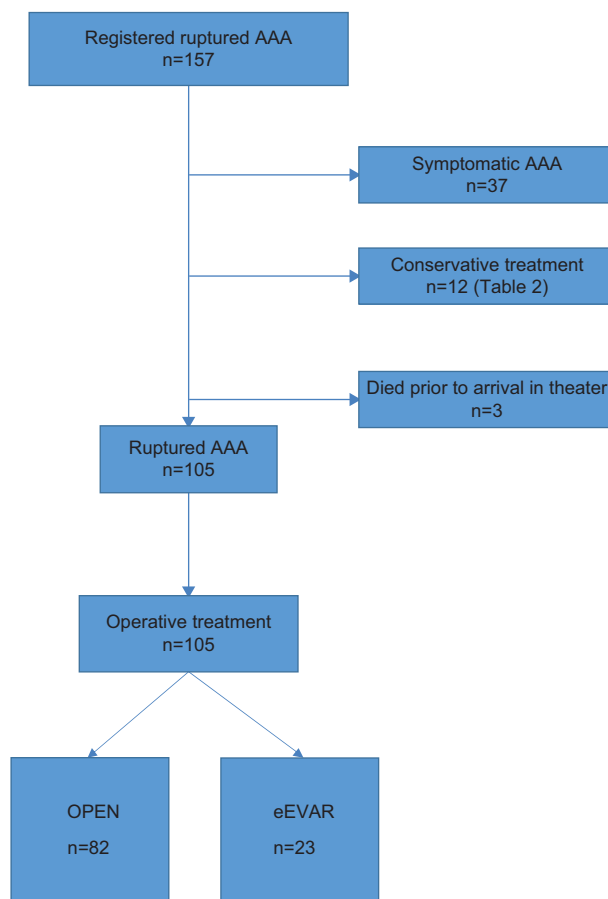 Registered ruptured AAA
n=157
Symptomatic AAA
n=37
Conservative treatment
n=12 (Table 2)
Died prior to arrival in theater
n=3
Ruptured AAA
n=105
Operative treatment
n=105
OPEN
n=82
eEVAR
n=23